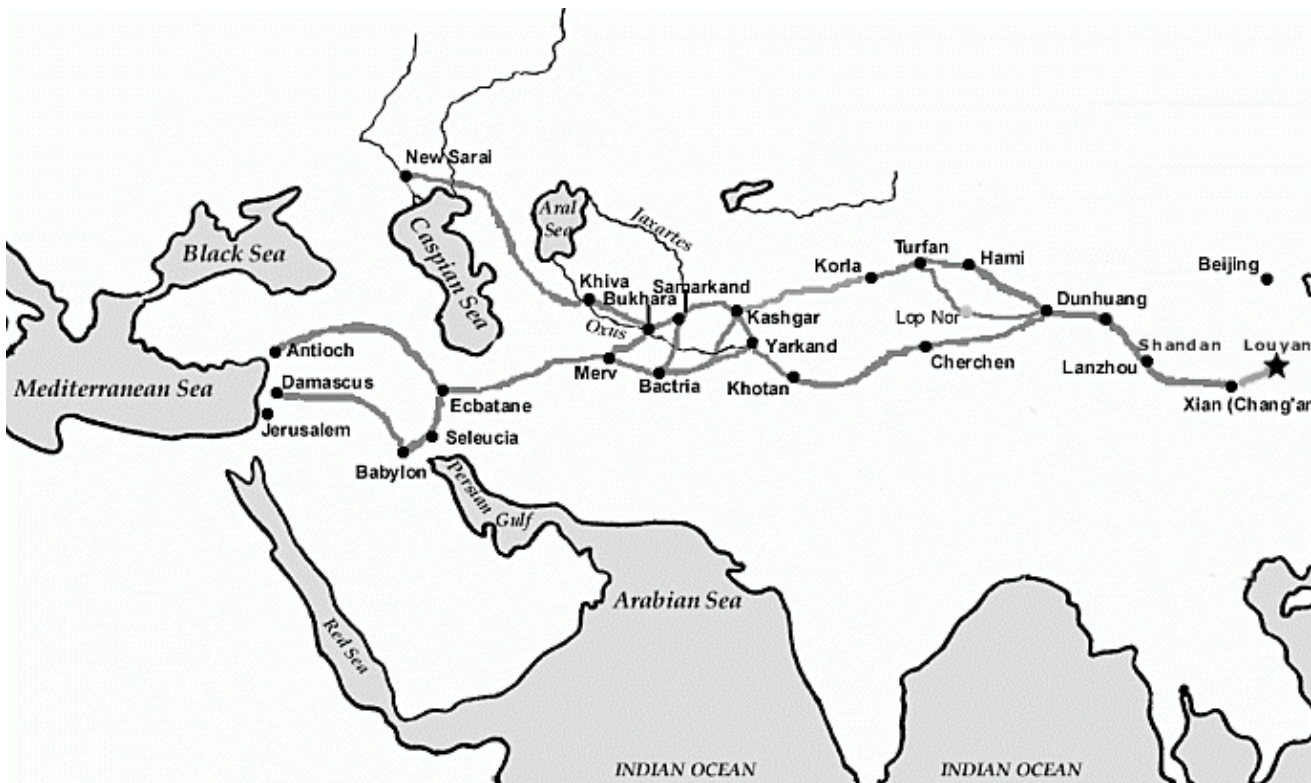 New Sarai
Aral
Sea
Jaxartes
Black Sea
Caspian Sea
Turfan
Hami
Korla
Beijing
Khiva
Samarkand
Bukhara
Dunhuang
Lop Nor
Kashgar
Oxus
Shandan
Louyan
Yarkand
Antioch
Cherchen
Lanzhou
Merv
Mediterranean Sea
Damascus
Bactria
Khotan
Ecbatane
Xian (Chang'an
Jerusalem
Seleucia
Babylon
Persian
Gulf
Arabian Sea
Red Sea
INDIAN OCEAN
INDIAN OCEAN